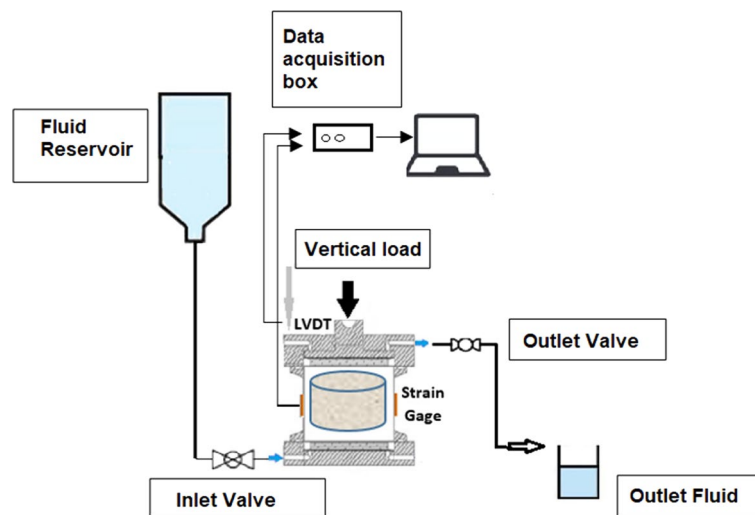 Data
acquisition
box
Fluid
Reservoir
Vertical load
LVDT
Outlet Valve
Strain
Gage
Inlet Valve
Outlet Fluid